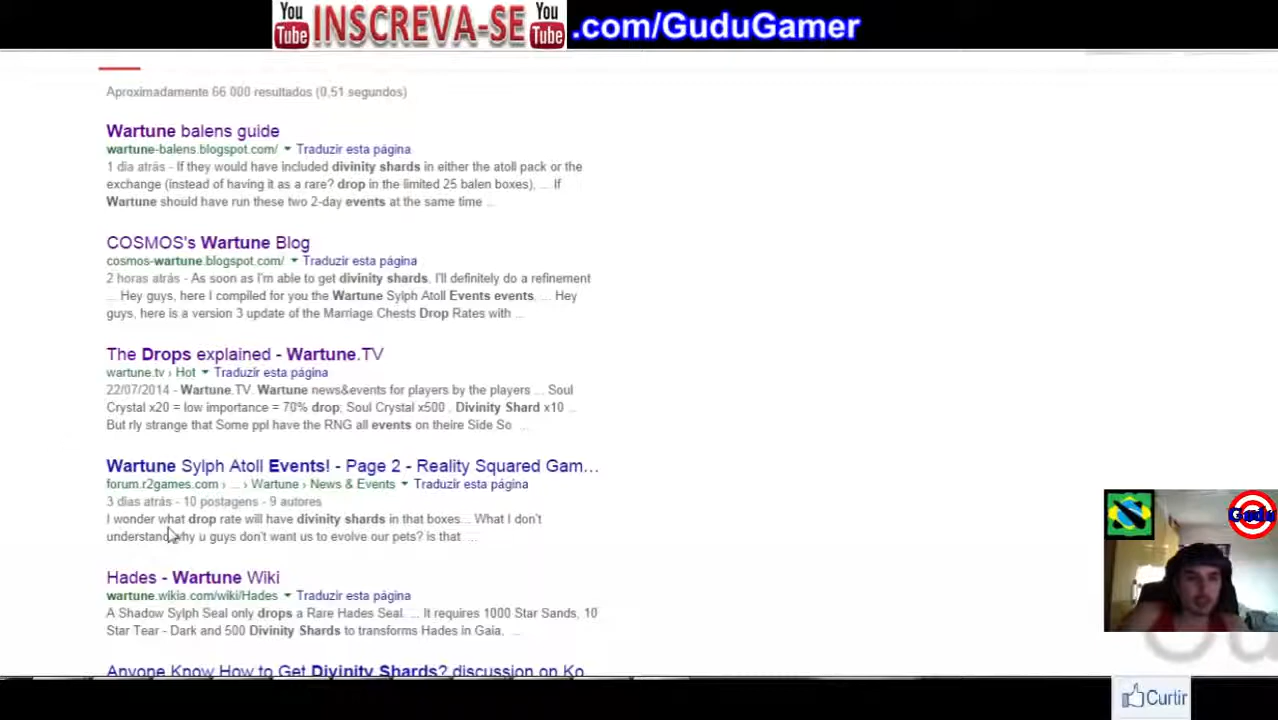 You Tube INSCREVA-SE You Tube .com/GuduGamer
Aproximadamente 66 000 resultados (0,51 segundos)
Wartune balens guide
wartune-balens.blogspot.com/ Traduzir esta página
1 dia atrás - If they would have included divinity shards in either the atoll pack or the
exchange (instead of having it as a rare? drop in the limited 25 balen boxes), ... If
Wartune should have run these two 2-day events at the same time ...
COSMOS's Wartune Blog
cosmos-wartune.blogspot.com/ Traduzir esta página
2 horas atrás - As soon as I'm able to get divinity shards, I'll definitely do a refinement
... Hey guys, here I compiled for you the Wartune Sylph Atoll Events events. ... Hey
guys, here is a version 3 update of the Marriage Chests Drop Rates with ...
The Drops explained - Wartune.TV
wartune.tv › Hot Traduzir esta página
22/07/2014 - Wartune.TV. Wartune news&events for players by the players ... Soul
Crystal x20 = low importance = 70% drop; Soul Crystal x500 , Divinity Shard x10 ...
But rly strange that Some ppl have the RNG all events on theire Side So ...
Wartune Sylph Atoll Events! - Page 2 - Reality Squared Gam...
forum.r2games.com › ... › Wartune › News & Events Traduzir esta página
3 dias atrás - 10 postagens - 9 autores
I wonder what drop rate will have divinity shards in that boxes... What I don't
understand why u guys don't want us to evolve our pets? is that ...
Hades - Wartune Wiki
wartune.wikia.com/wiki/Hades Traduzir esta página
A Shadow Sylph Seal only drops a Rare Hades Seal. ... It requires 1000 Star Sands, 10
Star Tear - Dark and 500 Divinity Shards to transforms Hades in Gaia. ...
Anyone Know How to Get Divinity Shards? discussion on Ko
Gudu
Curtir